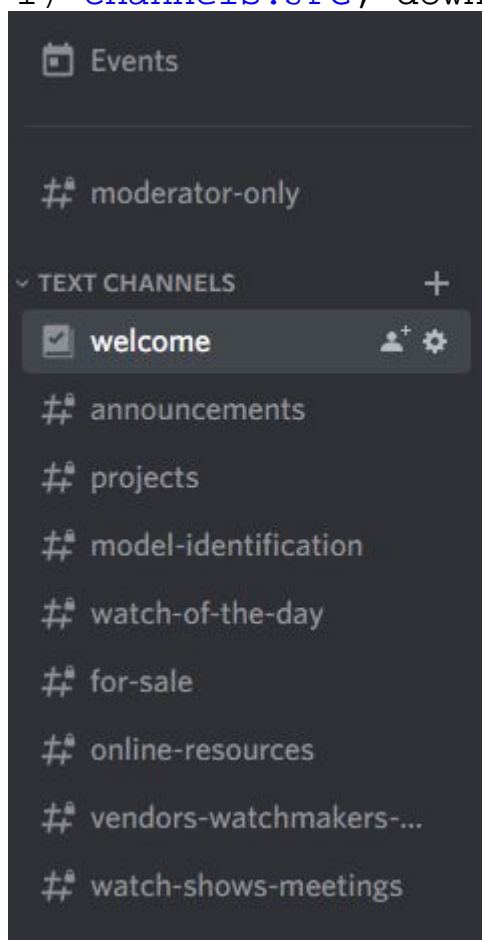 Events
moderator-only
TEXT CHANNELS
welcome
announcements
projects
model-identification
watch-of-the-day
for-sale
online-resources
vendors-watchmakers-...
watch-shows-meetings